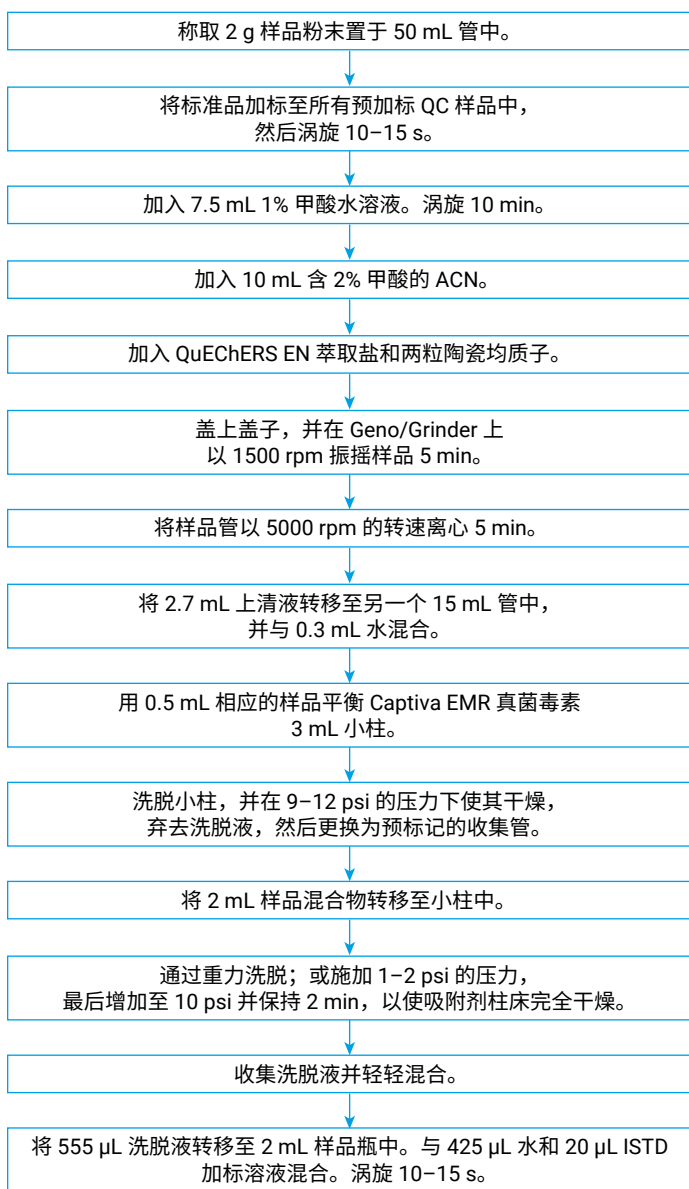 称取 2 g 样品粉末置于 50 mL 管中。
将标准品加标至所有预加标 QC 样品中，
然后涡旋 10–15 s。
加入 7.5 mL 1% 甲酸水溶液。涡旋 10 min。
加入 10 mL 含 2% 甲酸的 ACN。
加入 QuEChERS EN 萃取盐和两粒陶瓷均质子。
盖上盖子，并在 Geno/Grinder 上
以 1500 rpm 振摇样品 5 min。
将样品管以 5000 rpm 的转速离心 5 min。
将 2.7 mL 上清液转移至另一个 15 mL 管中，
并与 0.3 mL 水混合。
用 0.5 mL 相应的样品平衡 Captiva EMR 真菌毒素
3 mL 小柱。
洗脱小柱，并在 9–12 psi 的压力下使其干燥，
弃去洗脱液，然后更换为预标记的收集管。
将 2 mL 样品混合物转移至小柱中。
通过重力洗脱；或施加 1–2 psi 的压力，
最后增加至 10 psi 并保持 2 min，以使吸附剂柱床完全干燥。
收集洗脱液并轻轻混合。
将 555 µL 洗脱液转移至 2 mL 样品瓶中。与 425 µL 水和 20 µL ISTD
加标溶液混合。涡旋 10–15 s。